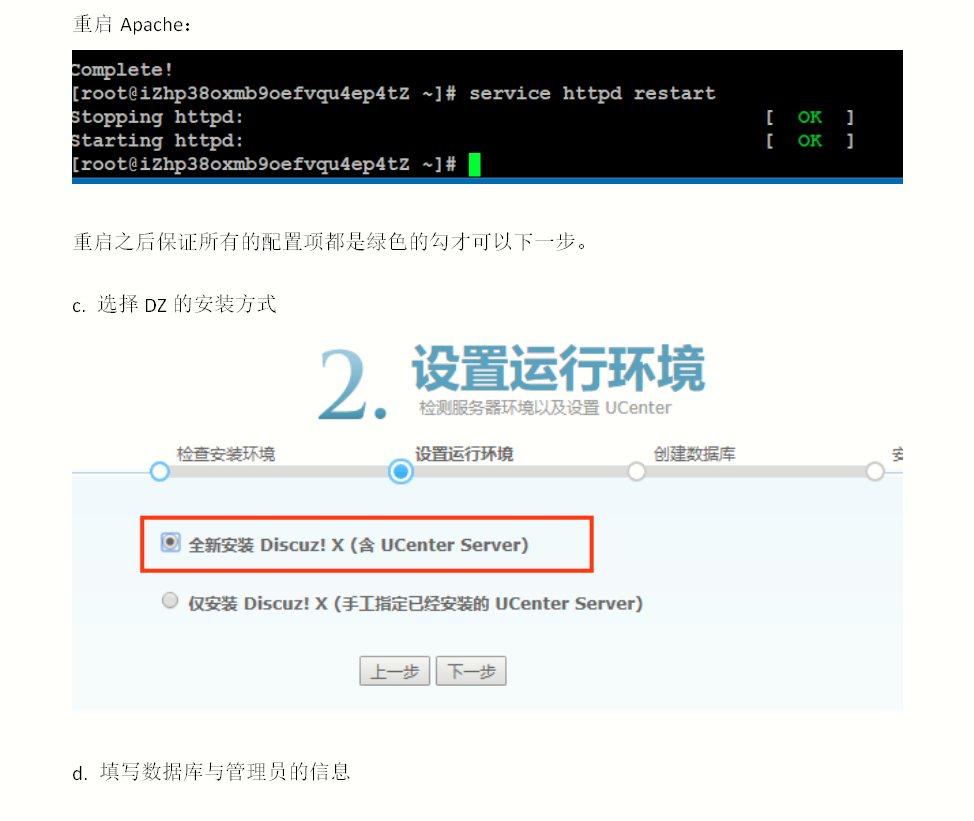 重启 Apache：
Complete!
[root@iZhp38oxmb9oefvqu4ep4tZ ~]# service httpd restart
Stopping httpd: [ OK ]
Starting httpd: [ OK ]
[root@iZhp38oxmb9oefvqu4ep4tZ ~]#
重启之后保证所有的配置项都是绿色的勾才可以下一步。
c. 选择 DZ 的安装方式
2. 设置运行环境
检测服务器环境以及设置 UCenter
检查安装环境 设置运行环境 创建数据库 安
全新安装 Discuz! X (含 UCenter Server)
仅安装 Discuz! X (手工指定已经安装的 UCenter Server)
上一步 下一步
d. 填写数据库与管理员的信息